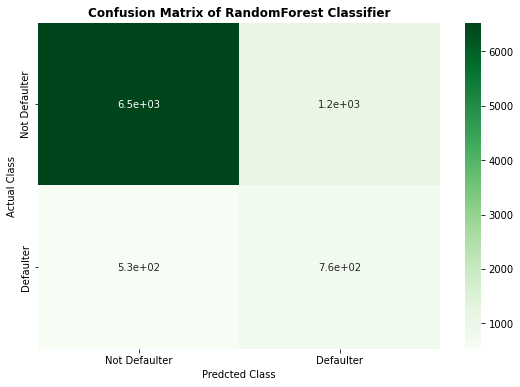 Confusion Matrix of RandomForest Classifier
Actual Class
Not Defaulter
6.5e+03
1.2e+03
Defaulter
5.3e+02
7.6e+02
Not Defaulter
Defaulter
Predcted Class
6000
5000
4000
3000
2000
1000